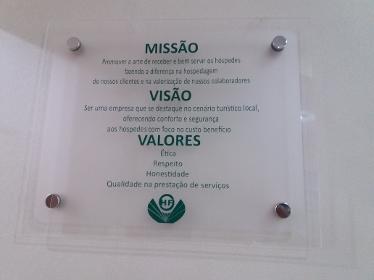 MISSÃO
Promover a arte de receber e bem servir os hóspedes
fazendo a diferença na hospedagem
de nossos clientes e na valorização de nossos colaboradores
VISÃO
Ser uma empresa que se destaque no cenário turístico local,
oferecendo conforto e segurança
aos hóspedes com foco no custo benefício
VALORES
Ética
Respeito
Honestidade
Qualidade na prestação de serviços
HF